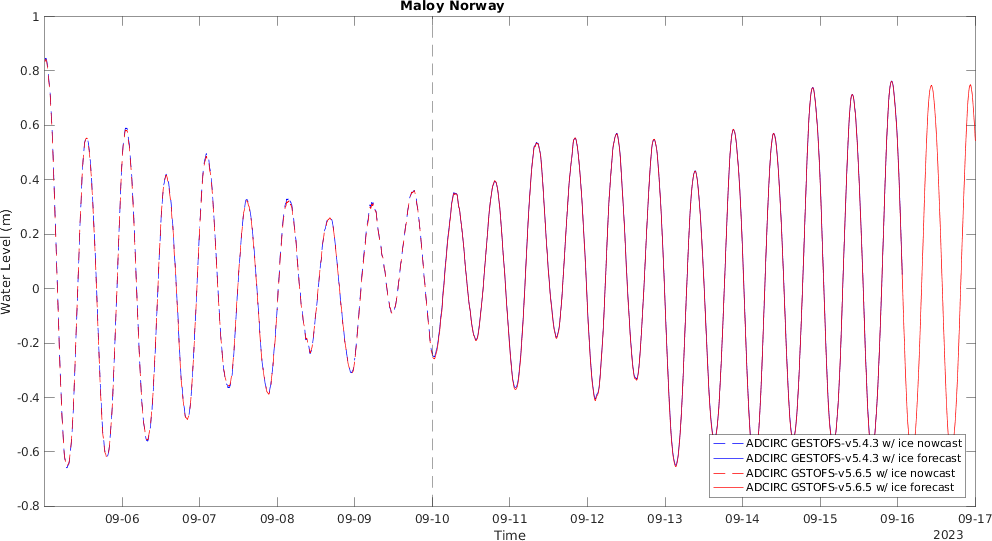 Maloy Norway
1
0.8
0.6
0.4
0.2
0
-0.2
-0.4
-0.6
-0.8
Water Level (m)
ADCIRC GESTOFS-v5.4.3 w/ ice nowcast
ADCIRC GESTOFS-v5.4.3 w/ ice forecast
ADCIRC GSTOFS-v5.6.5 w/ ice nowcast
ADCIRC GSTOFS-v5.6.5 w/ ice forecast
09-06 09-07 09-08 09-09 09-10 09-11 09-12 09-13 09-14 09-15 09-16 09-17
Time
2023